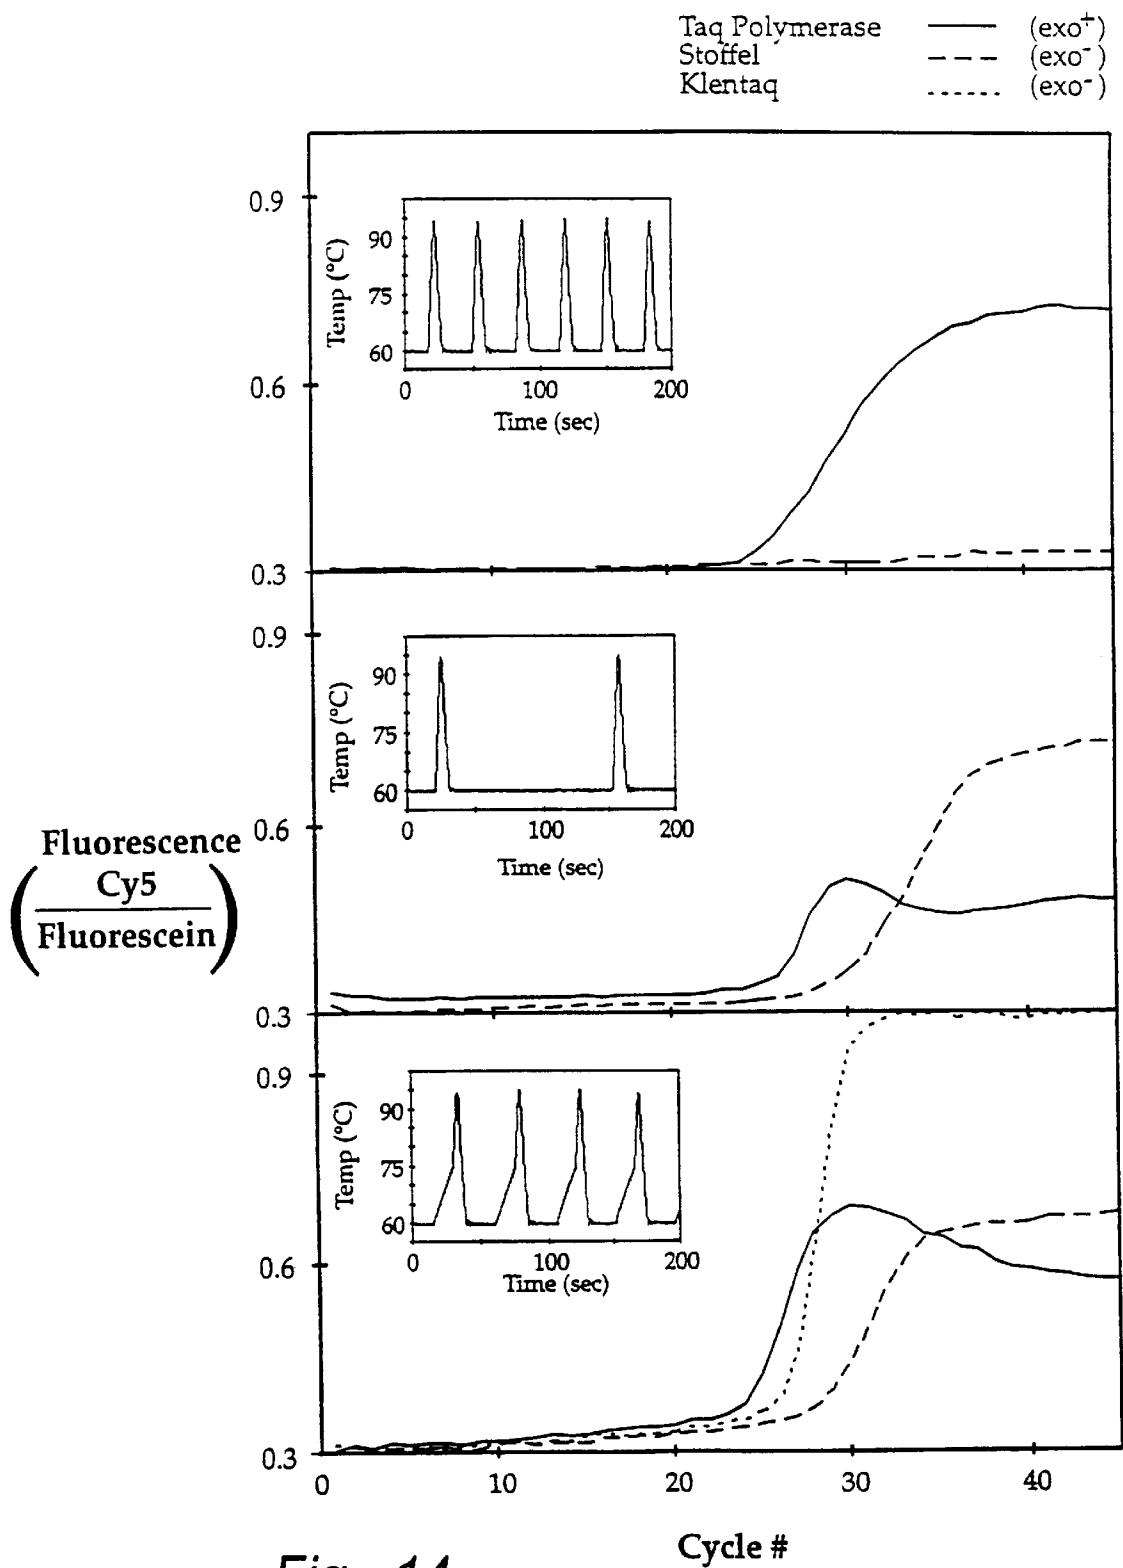 Taq Polymerase (exo+)
Stoffel (exo-)
Klentaq (exo-)
0.9
0.6
0.3
Temp (°C)
90
75
60
0 100 200
Time (sec)
0.9
0.6
0.3
Temp (°C)
90
75
60
0 100 200
Time (sec)
Fluorescence
Cy5
Fluorescein
0.9
0.6
0.3
Temp (°C)
90
75
60
0 100 200
Time (sec)
0 10 20 30 40
Cycle #
Fig. 14